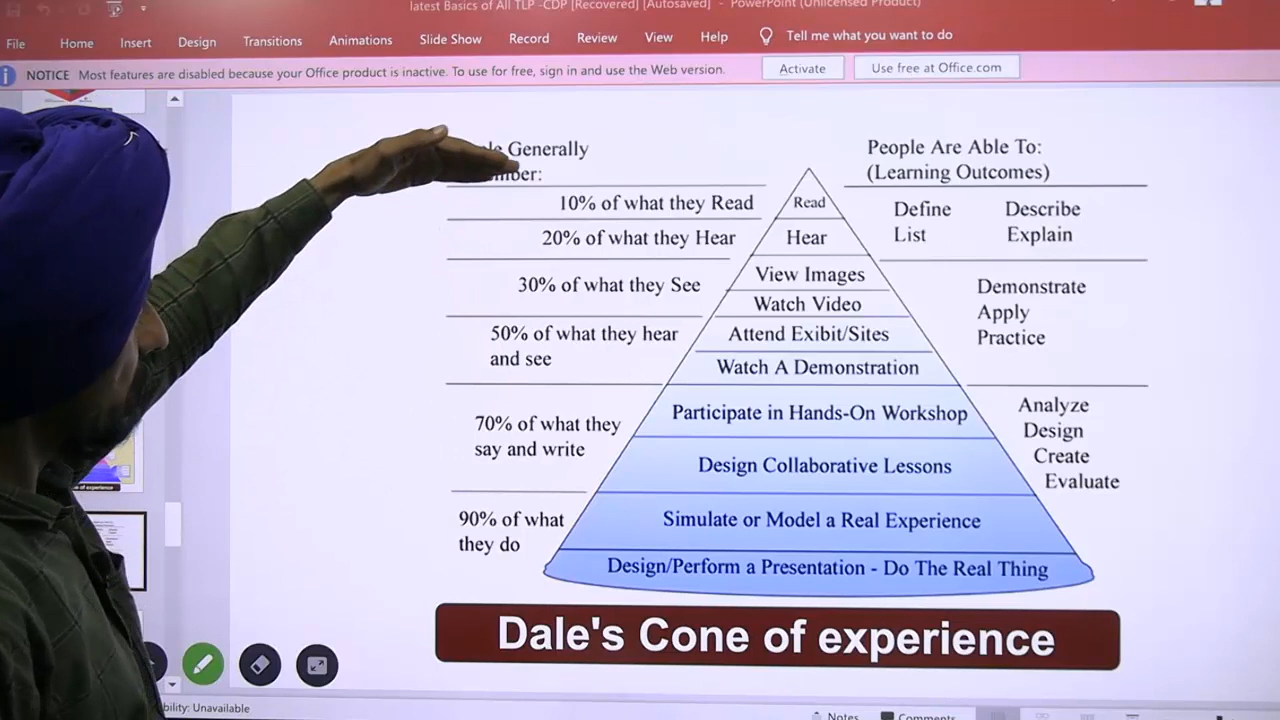 latest Basics of All TLP -CDP [Recovered] [Autosaved] - PowerPoint (Unlicensed Product)
File Home Insert Design Transitions Animations Slide Show Record Review View Help Tell me what you want to do
NOTICE Most features are disabled because your Office product is inactive. To use for free, sign in and use the Web version. Activate Use free at Office.com
Generally
People Are Able To:
(Learning Outcomes)
10% of what they Read
20% of what they Hear
30% of what they See
50% of what they hear
and see
70% of what they
say and write
90% of what
they do
Read
Hear
View Images
Watch Video
Attend Exibit/Sites
Watch A Demonstration
Participate in Hands-On Workshop
Design Collaborative Lessons
Simulate or Model a Real Experience
Design/Perform a Presentation - Do The Real Thing
Define Describe
List Explain
Demonstrate
Apply
Practice
Analyze
Design
Create
Evaluate
Dale's Cone of experience
of experience
Unavailable
Notes Comments